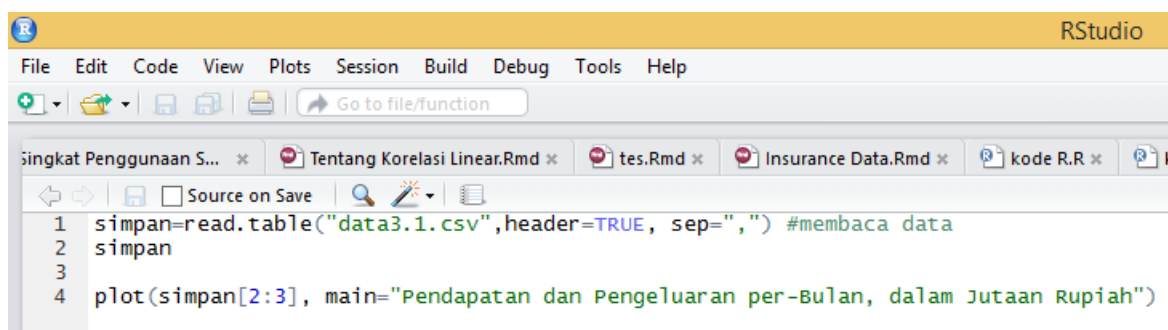 RStudio
File Edit Code View Plots Session Build Debug Tools Help
Go to file/function
Singkat Penggunaan S... Tentang Korelasi Linear.Rmd tes.Rmd Insurance Data.Rmd kode R.R
Source on Save
1 simpan=read.table("data3.1.csv",header=TRUE, sep=",") #membaca data
2 simpan
3
4 plot(simpan[2:3], main="Pendapatan dan Pengeluaran per-Bulan, dalam Jutaan Rupiah")